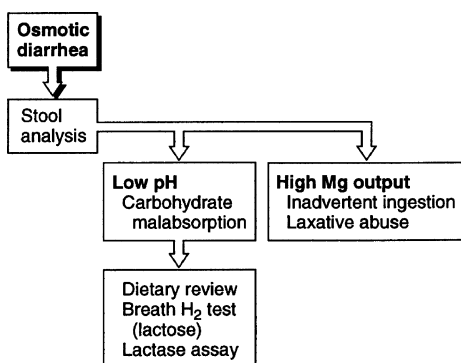 Osmotic
diarrhea
Stool
analysis
Low pH
Carbohydrate
malabsorption
High Mg output
Inadvertent ingestion
Laxative abuse
Dietary review
Breath H₂ test
(lactose)
Lactase assay